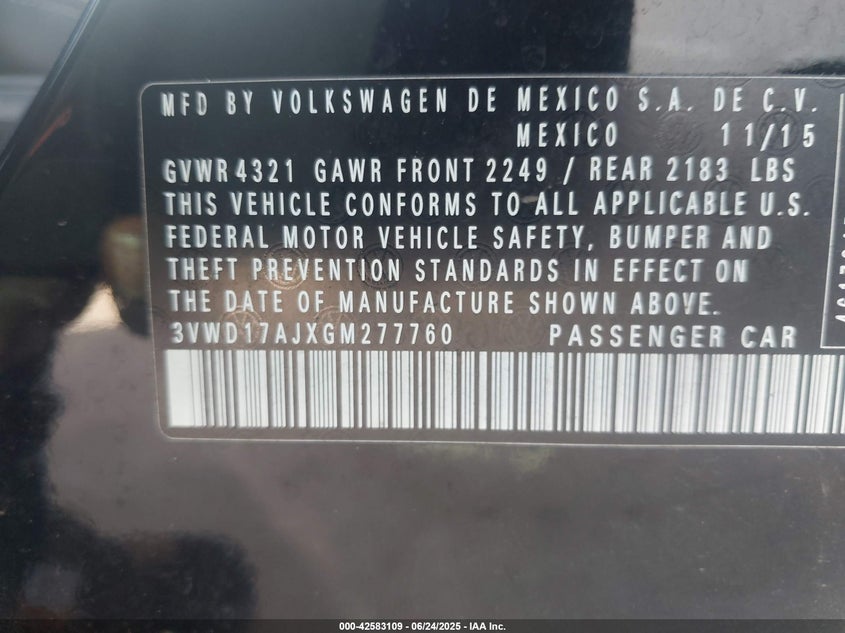 MFD BY VOLKSWAGEN DE MEXICO S.A. DE C.V.
MEXICO 11/15
GVWR 4321 GAWR FRONT 2249 / REAR 2183 LBS
THIS VEHICLE CONFORMS TO ALL APPLICABLE U.S.
FEDERAL MOTOR VEHICLE SAFETY, BUMPER AND
THEFT PREVENTION STANDARDS IN EFFECT ON
THE DATE OF MANUFACTURE SHOWN ABOVE.
3VWD17AJXGM277760 PASSENGER CAR
000-42583109 - 06/24/2025 - IAA Inc.